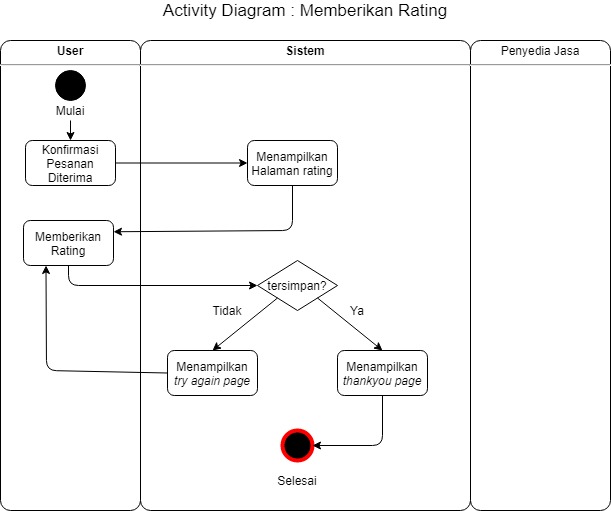 Activity Diagram : Memberikan Rating
User
Sistem
Penyedia Jasa
Mulai
Konfirmasi
Pesanan
Diterima
Menampilkan
Halaman rating
Memberikan
Rating
tersimpan?
Tidak
Ya
Menampilkan
try again page
Menampilkan
thankyou page
Selesai